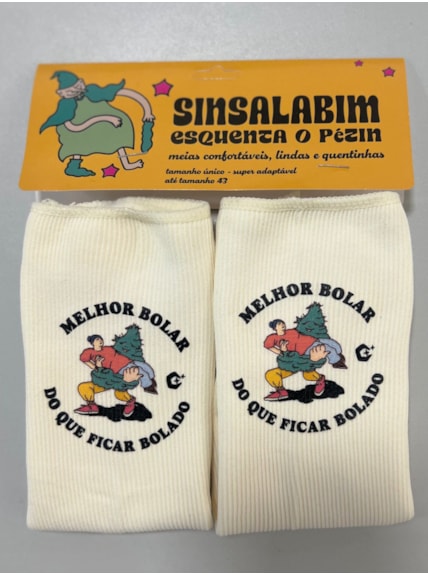 SINSALABIM
ESQUENTA O PÉZIN
meias confortáveis, lindas e quentinhas
tamanho único - super adaptável
até tamanho 43
MELHOR BOLAR
DO QUE FICAR BOLADO
MELHOR BOLAR
DO QUE FICAR BOLADO